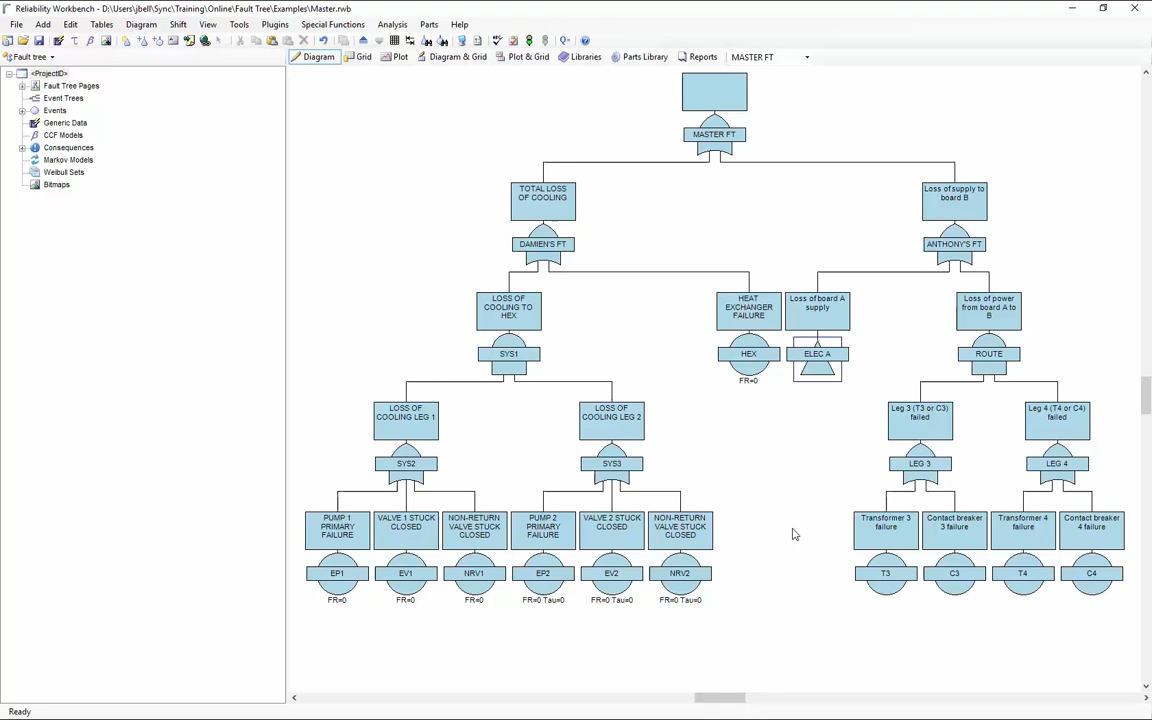 Reliability Workbench - D:\Users\jbell\Sync\Training\Online\Fault Tree\Examples\Master.rwb
File Add Edit Tables Diagram Shift View Tools Plugins Special Functions Analysis Parts Help
Fault tree
Diagram Grid Plot Diagram & Grid Plot & Grid Libraries Parts Library Reports MASTER FT
<ProjectID>
Fault Tree Pages
Event Trees
Events
Generic Data
CCF Models
Consequences
Markov Models
Weibull Sets
Bitmaps
MASTER FT
TOTAL LOSS
OF COOLING
DAMIEN'S FT
Loss of supply to
board B
ANTHONY'S FT
LOSS OF
COOLING TO
HEX
SYS1
HEAT
EXCHANGER
FAILURE
HEX
FR=0
Loss of board A
supply
ELEC A
Loss of power
from board A to
B
ROUTE
LOSS OF
COOLING LEG 1
SYS2
LOSS OF
COOLING LEG 2
SYS3
Leg 3 (T3 or C3)
failed
LEG 3
Leg 4 (T4 or C4)
failed
LEG 4
PUMP 1
PRIMARY
FAILURE
EP1
FR=0
VALVE 1 STUCK
CLOSED
EV1
FR=0
NON-RETURN
VALVE STUCK
CLOSED
NRV1
FR=0
PUMP 2
PRIMARY
FAILURE
EP2
FR=0 Tau=0
VALVE 2 STUCK
CLOSED
EV2
FR=0 Tau=0
NON-RETURN
VALVE STUCK
CLOSED
NRV2
FR=0 Tau=0
Transformer 3
failure
T3
Contact breaker
3 failure
C3
Transformer 4
failure
T4
Contact breaker
4 failure
C4
Ready